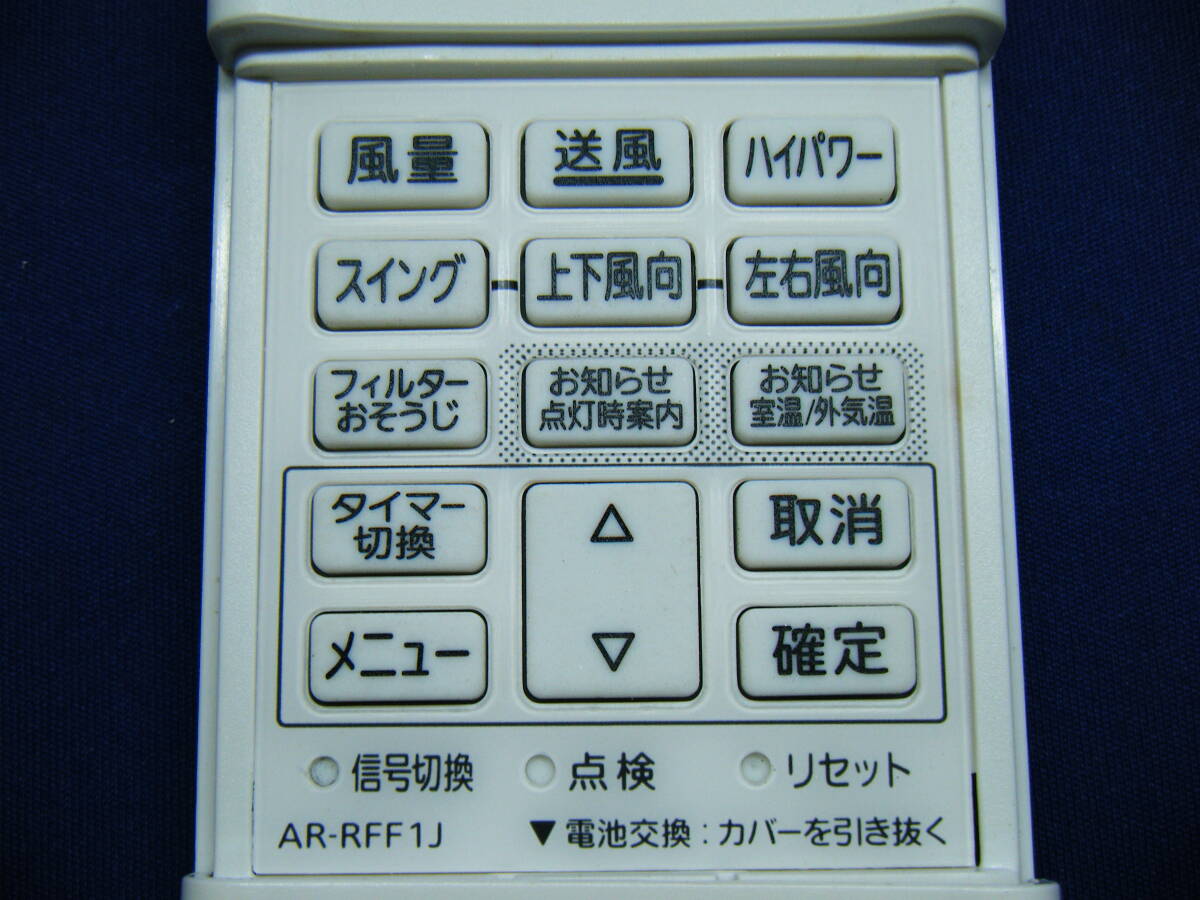 風量 送風 ハイパワー
スイング 上下風向 左右風向
フィルター
おそうじ
お知らせ
点灯時案内
お知らせ
室温/外気温
タイマー
切換
△
▽
取消
メニュー
確定
信号切換 点検 リセット
AR-RFF1J ▼電池交換：カバーを引き抜く